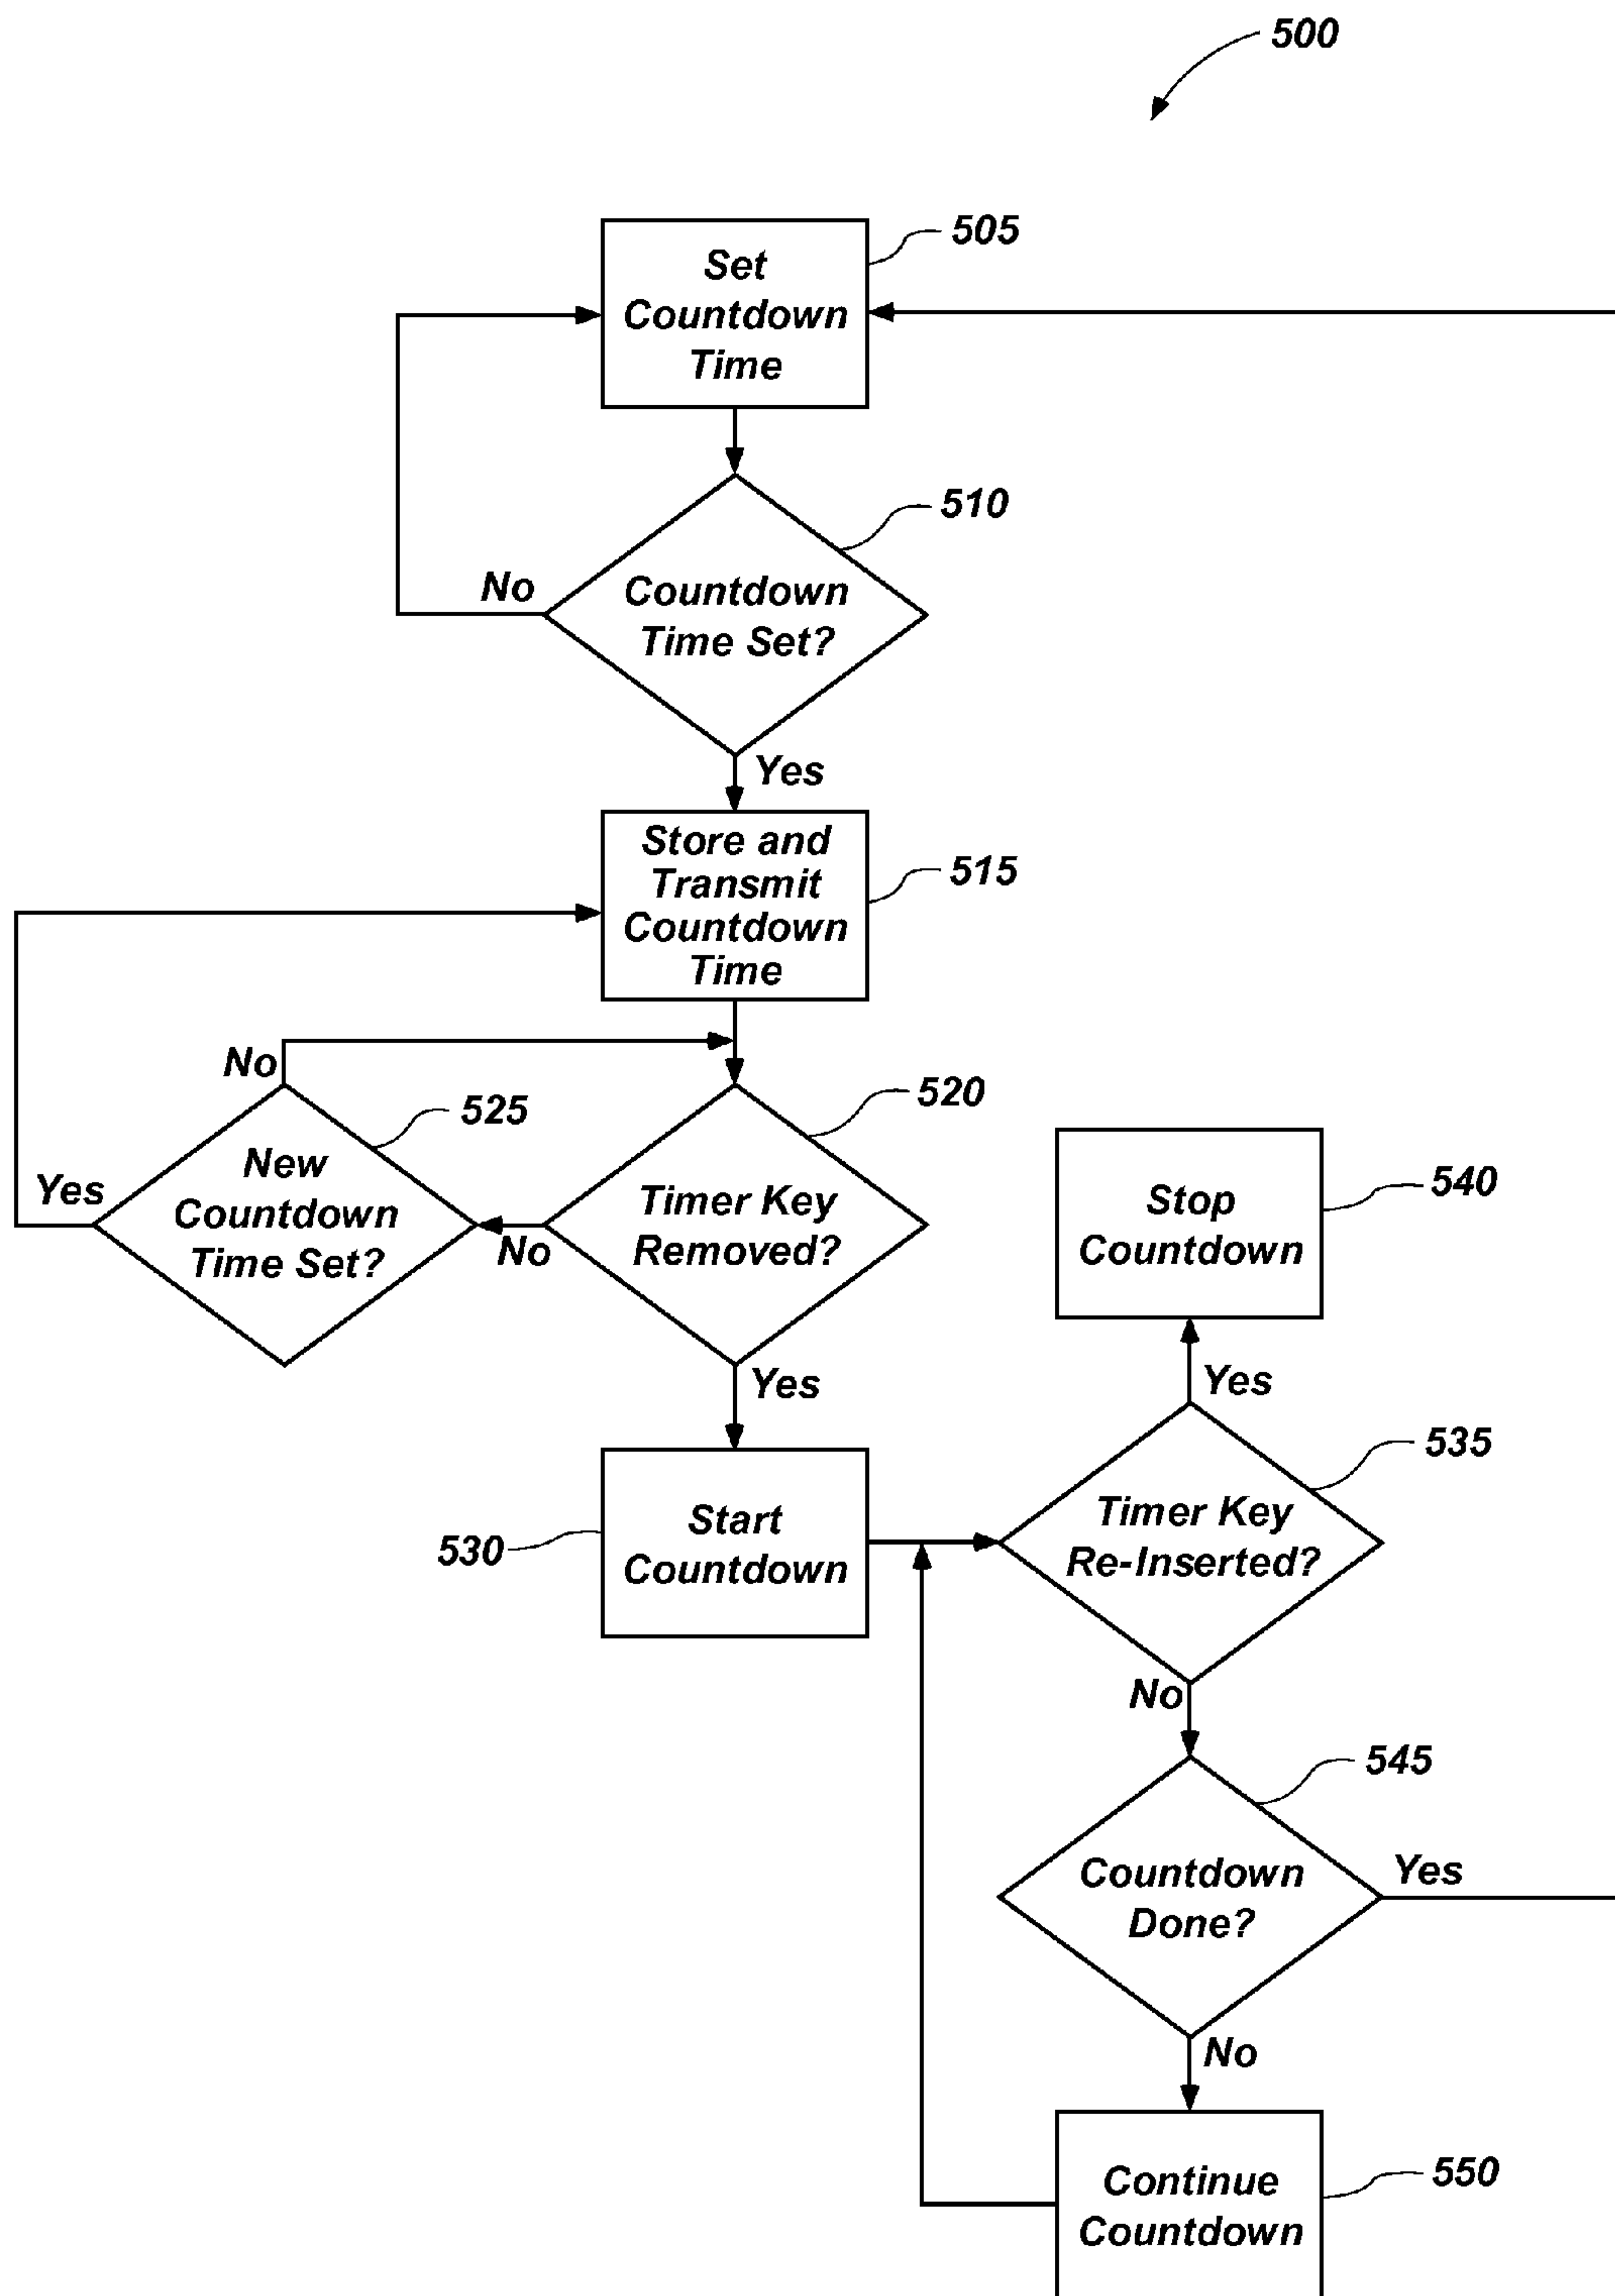 500
505
Set
Countdown
Time
510
No
Countdown
Time Set?
Yes
Store and
Transmit
Countdown
Time
515
No
525
520
New
Countdown
Time Set?
Yes
No
Timer Key
Removed?
Stop
Countdown
540
Yes
Yes
535
530
Start
Countdown
Timer Key
Re-Inserted?
No
545
Countdown
Done?
Yes
No
Continue
Countdown
550